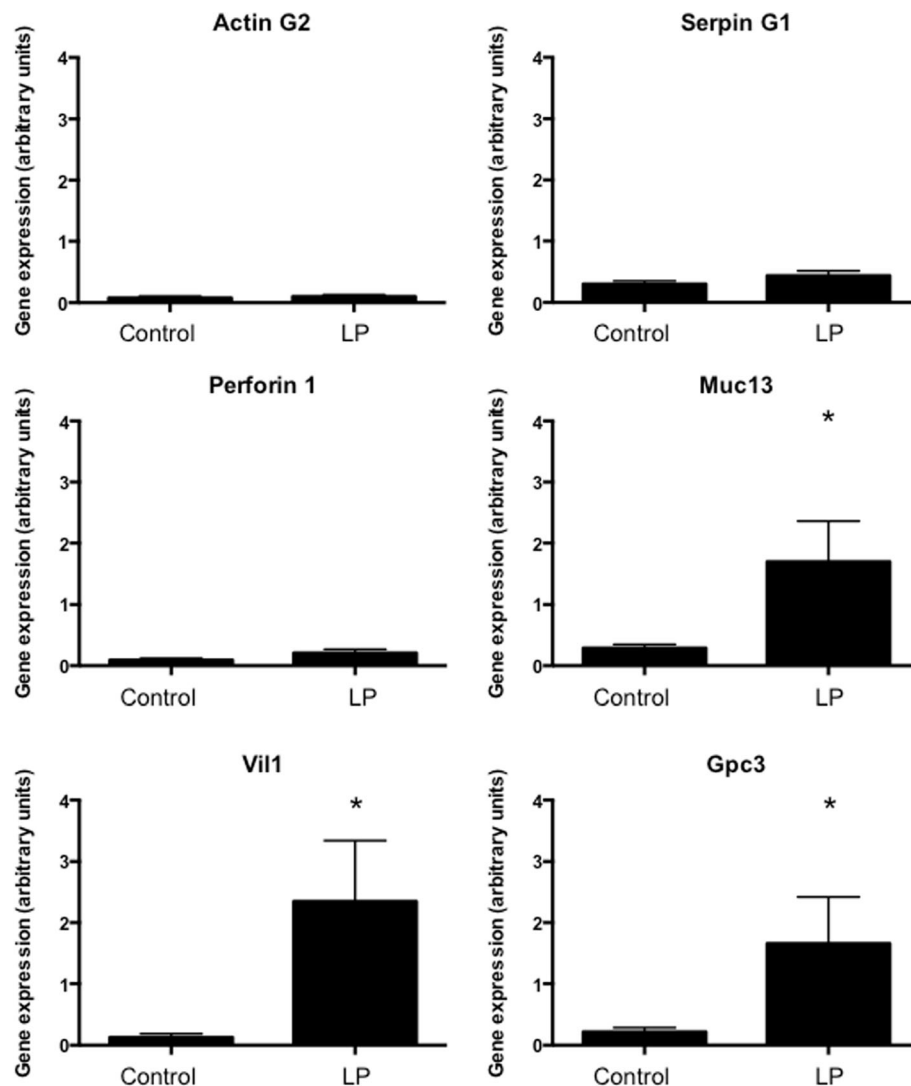 Actin G2
Gene expression (arbitrary units)
4
3
2
1
0
Control LP
Serpin G1
Gene expression (arbitrary units)
4
3
2
1
0
Control LP
Perforin 1
Gene expression (arbitrary units)
4
3
2
1
0
Control LP
Muc13
Gene expression (arbitrary units)
4
3
2
1
0
*
Control LP
Vil1
Gene expression (arbitrary units)
4
3
2
1
0
*
Control LP
Gpc3
Gene expression (arbitrary units)
4
3
2
1
0
*
Control LP